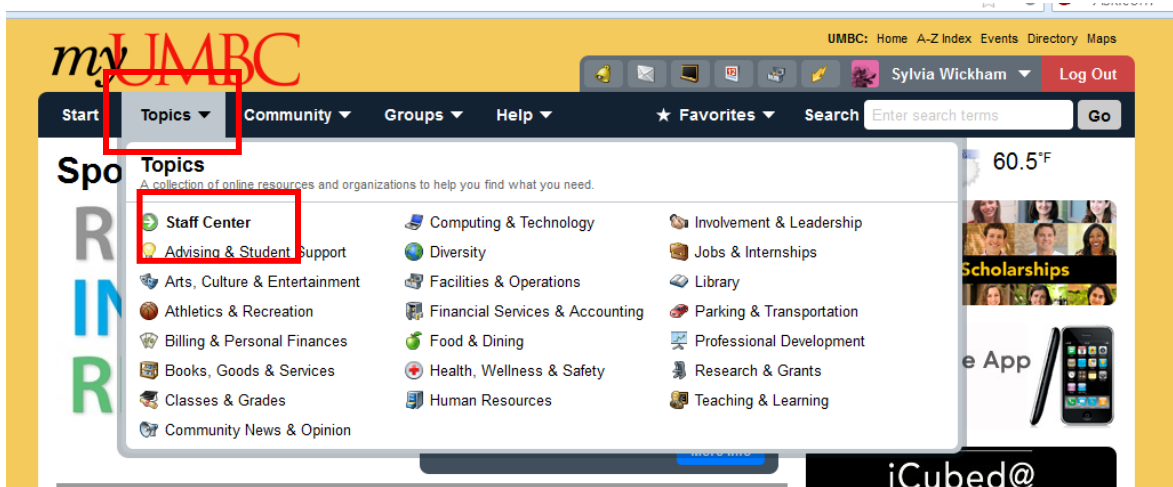 UMBC: Home A-Z Index Events Directory Maps
myUMBC
Sylvia Wickham Log Out
Start Topics Community Groups Help Favorites Search Enter search terms Go
Spo
Topics
60.5°F
A collection of online resources and organizations to help you find what you need.
Staff Center Computing & Technology Involvement & Leadership
Advising & Student Support Diversity Jobs & Internships
Arts, Culture & Entertainment Facilities & Operations Library
Scholarships
Athletics & Recreation Financial Services & Accounting Parking & Transportation
Billing & Personal Finances Food & Dining Professional Development
Books, Goods & Services Health, Wellness & Safety Research & Grants
e App
Classes & Grades Human Resources Teaching & Learning
Community News & Opinion
R
IN
R
More Info
iCubed@